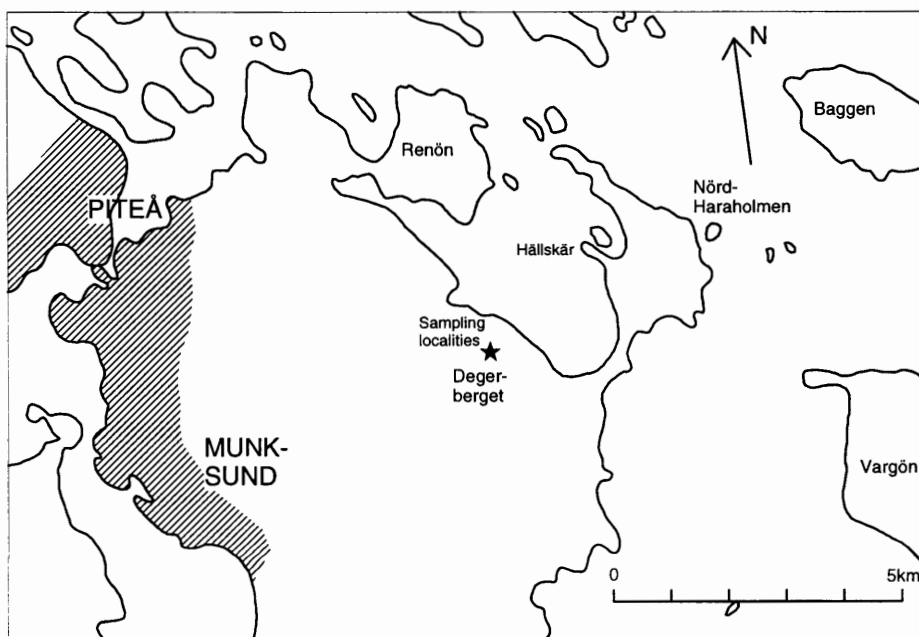 N
Baggen
Renön
Nörd-
Haraholmen
PITEÅ
Hällskär
Sampling
localities
Deger-
berget
MUNK-
SUND
Vargön
0
5km